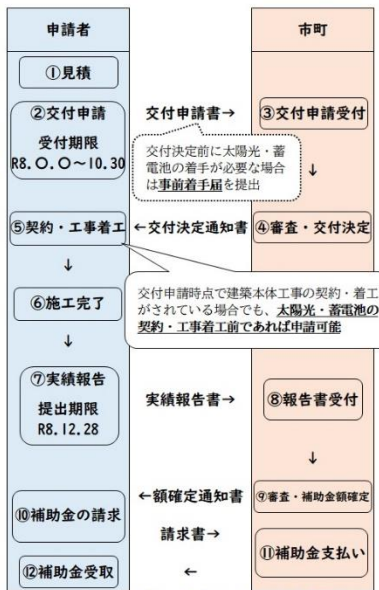 申請者
市町
①見積
②交付申請
受付期限
R8.〇.〇～10.30
交付申請書→
③交付申請受付
交付決定前に太陽光・蓄
電池の着手が必要な場合
は事前着手届を提出
↓
⑤契約・工事着工
←交付決定通知書
④審査・交付決定
↓
交付申請時点で建築本体工事の契約・着工
がされている場合でも、太陽光・蓄電池の
契約・工事着工前であれば申請可能
⑥施工完了
↓
⑦実績報告
提出期限
R8.12.28
実績報告書→
⑧報告書受付
↓
←額確定通知書
⑨審査・補助金額確定
⑩補助金の請求
請求書→
⑪補助金支払い
⑫補助金受取
←